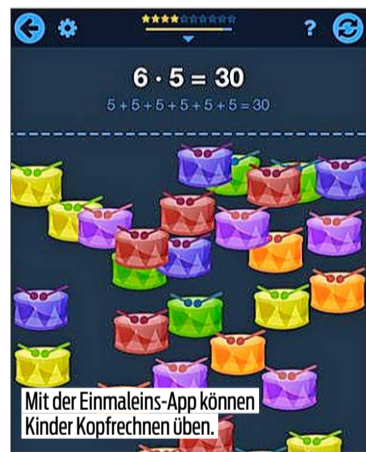 ?
6 · 5 = 30
5 + 5 + 5 + 5 + 5 + 5 = 30
Mit der Einmaleins-App können
Kinder Kopfrechnen üben.